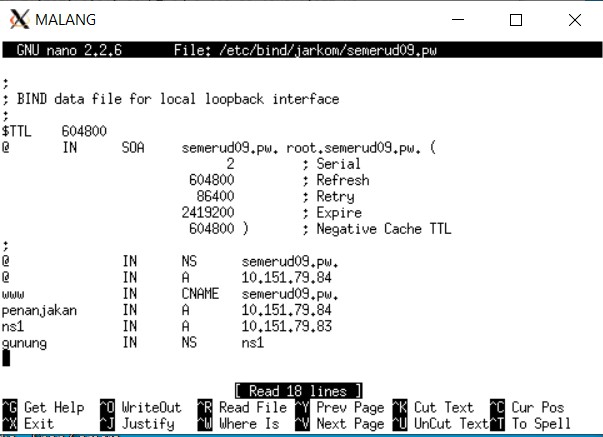 MALANG
GNU nano 2.2.6 File: /etc/bind/jarkom/semerud09.pw
;
; BIND data file for local loopback interface
;
$TTL 604800
@ IN SOA semerud09.pw. root.semerud09.pw. (
2 ; Serial
604800 ; Refresh
86400 ; Retry
2419200 ; Expire
604800 ) ; Negative Cache TTL
;
@ IN NS semerud09.pw.
@ IN A 10.151.79.84
www IN CNAME semerud09.pw.
penanjakan IN A 10.151.79.84
ns1 IN A 10.151.79.83
gunung IN NS ns1
[ Read 18 lines ]
^G Get Help ^O WriteOut ^R Read File ^Y Prev Page ^K Cut Text ^C Cur Pos
^X Exit ^J Justify ^W Where Is ^V Next Page ^U UnCut Text ^T To Spell